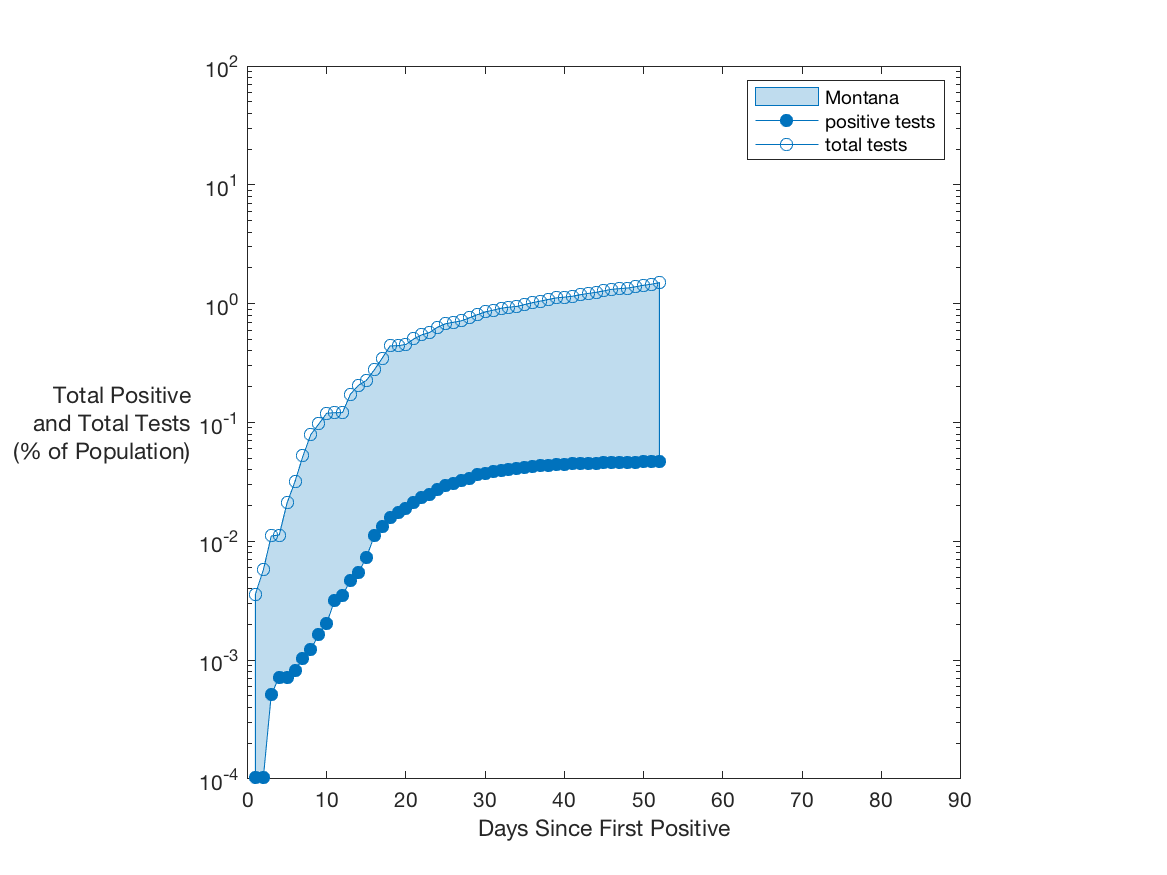 10^2
10^1
10^0
10^-1
10^-2
10^-3
10^-4
Total Positive
and Total Tests
(% of Population)
Montana
positive tests
total tests
0 10 20 30 40 50 60 70 80 90
Days Since First Positive